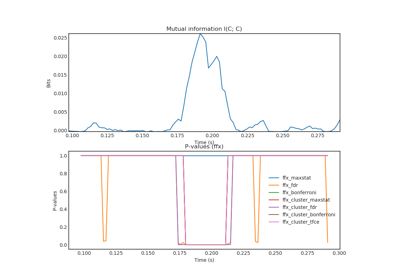 Mutual information I(C; C)
0.025
0.020
0.015
0.010
0.005
0.000
Bits
0.100 0.125 0.150 0.175 0.200 0.225 0.250 0.275
Time (s)
P-values (ffx)
1.0
0.8
0.6
0.4
0.2
0.0
P-values
ffx_maxstat
ffx_fdr
ffx_bonferroni
ffx_cluster_maxstat
ffx_cluster_fdr
ffx_cluster_bonferroni
ffx_cluster_tfce
0.100 0.125 0.150 0.175 0.200 0.225 0.250 0.275 0.300
Time (s)